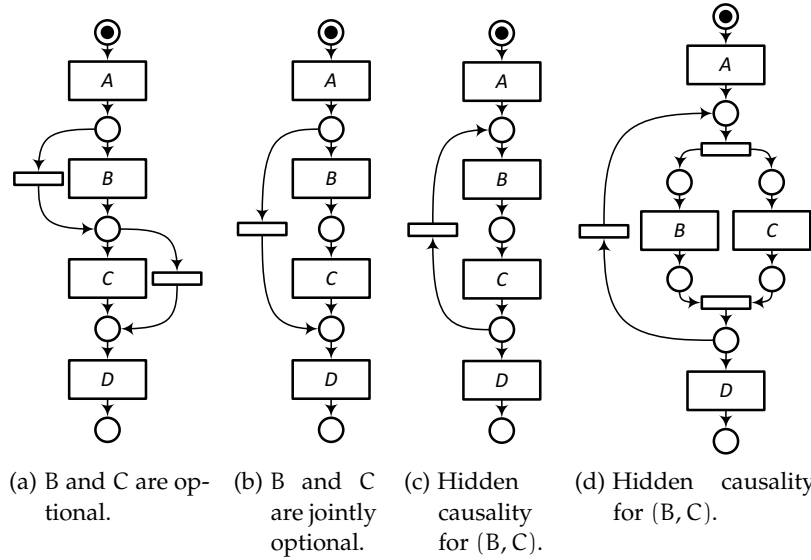 A
A
A
A
B
B
B
B
C
C
C
C
D
D
D
D
(a) B and C are op-
tional.
(b) B and C
are jointly
optional.
(c) Hidden
causality
for (B, C).
(d) Hidden causality
for (B, C).